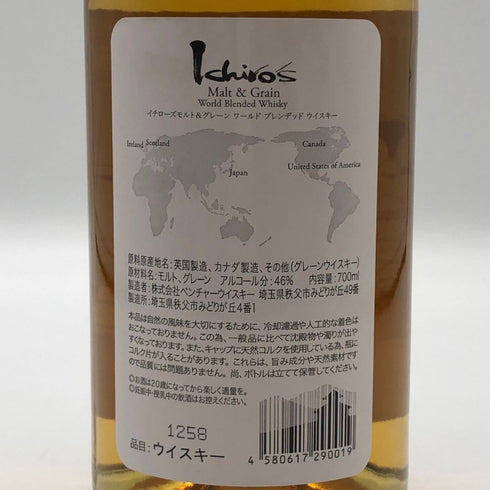 Ichiro's
Malt & Grain
World Blended Whisky
イチローズモルト&グレーン ワールド ブレンデッド ウイスキー
Ireland Scotland
Canada
Japan
United States of America
原料原産地名:英国製造、カナダ製造、その他(グレーンウイスキー)
原材料名:モルト、グレーン アルコール分:46% 内容量:700ml
製造者:株式会社ベンチャーウイスキー 埼玉県秩父市みどりが丘49番
製造所:埼玉県秩父市みどりが丘4番1
本品は自然の風味を大切にするために、冷却濾過や人工的な着色は
おこなっておりません。この為、一般品に比べて沈殿物や濁りが出や
すくなっております。また、キャップに天然コルクを使用している為、瓶に
コルク片が入ることがあります。これらは、旨み成分や天然素材です
ので品質には問題ありません。尚、ボトルは立てて保管してください。
◎お酒は20歳になってから楽しく適量を。
◎妊娠中・授乳中の飲酒はお控えください。
1258
品目:ウイスキー
4 580617 290019